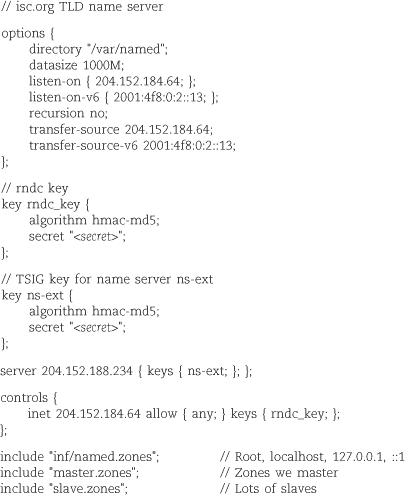 // isc.org TLD name server
options {
directory "/var/named";
datasize 1000M;
listen-on { 204.152.184.64; };
listen-on-v6 { 2001:4f8:0:2::13; };
recursion no;
transfer-source 204.152.184.64;
transfer-source-v6 2001:4f8:0:2::13;
};
// rndc key
key rndc_key {
algorithm hmac-md5;
secret "<secret>";
};
// TSIG key for name server ns-ext
key ns-ext {
algorithm hmac-md5;
secret "<secret>";
};
server 204.152.188.234 { keys { ns-ext; }; };
controls {
inet 204.152.184.64 allow { any; } keys { rndc_key; };
};
include "inf/named.zones"; // Root, localhost, 127.0.0.1, ::1
include "master.zones"; // Zones we master
include "slave.zones"; // Lots of slaves